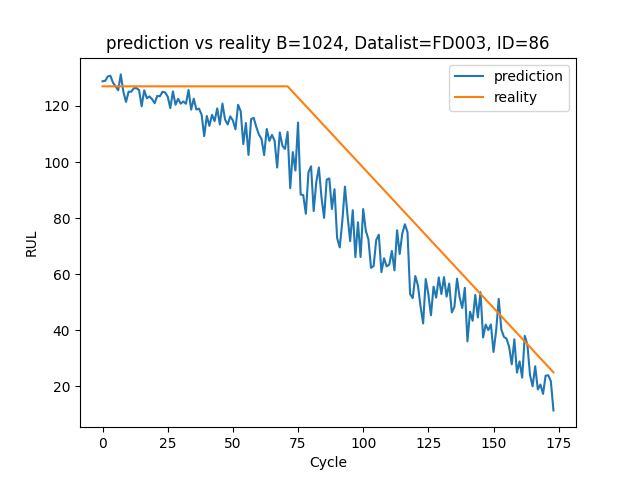 prediction vs reality B=1024, Datalist=FD003, ID=86
prediction
reality
RUL
120
100
80
60
40
20
0 25 50 75 100 125 150 175
Cycle